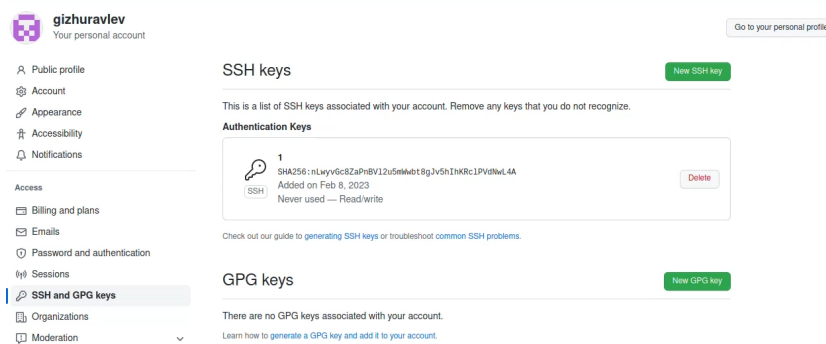 gizhuravlev
Your personal account
Go to your personal profile
Public profile
Account
Appearance
Accessibility
Notifications
Access
Billing and plans
Emails
Password and authentication
Sessions
SSH and GPG keys
Organizations
Moderation
SSH keys
New SSH key
This is a list of SSH keys associated with your account. Remove any keys that you do not recognize.
Authentication Keys
1
SHA256:nLwyvGc8ZaPnBVl2u5mWwbt8gJv5hIhKRclPVdNwL4A
SSH
Added on Feb 8, 2023
Never used — Read/write
Delete
Check out our guide to generating SSH keys or troubleshoot common SSH problems.
GPG keys
New GPG key
There are no GPG keys associated with your account.
Learn how to generate a GPG key and add it to your account.